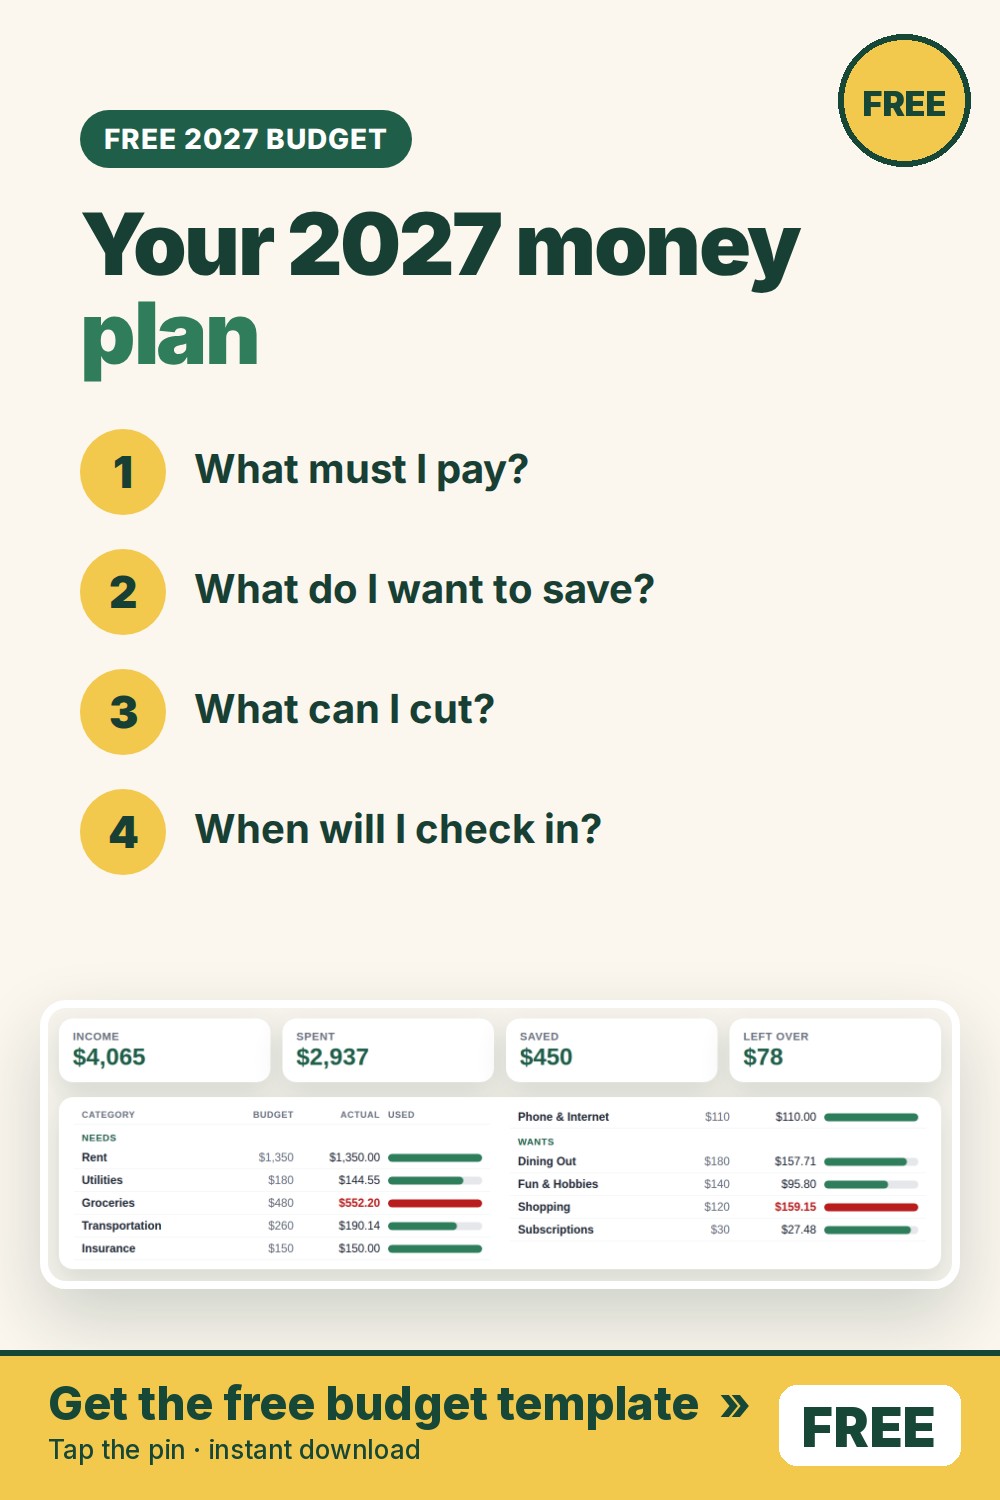 FREE
FREE 2027 BUDGET
Your 2027 money
plan
1 What must I pay?
2 What do I want to save?
3 What can I cut?
4 When will I check in?
INCOME
$4,065
SPENT
$2,937
SAVED
$450
LEFT OVER
$78
CATEGORY BUDGET ACTUAL USED
NEEDS
Rent $1,350 $1,350.00
Utilities $180 $144.55
Groceries $480 $552.20
Transportation $260 $190.14
Insurance $150 $150.00
Phone & Internet $110 $110.00
WANTS
Dining Out $180 $157.71
Fun & Hobbies $140 $95.80
Shopping $120 $159.15
Subscriptions $30 $27.48
Get the free budget template »
Tap the pin · instant download
FREE